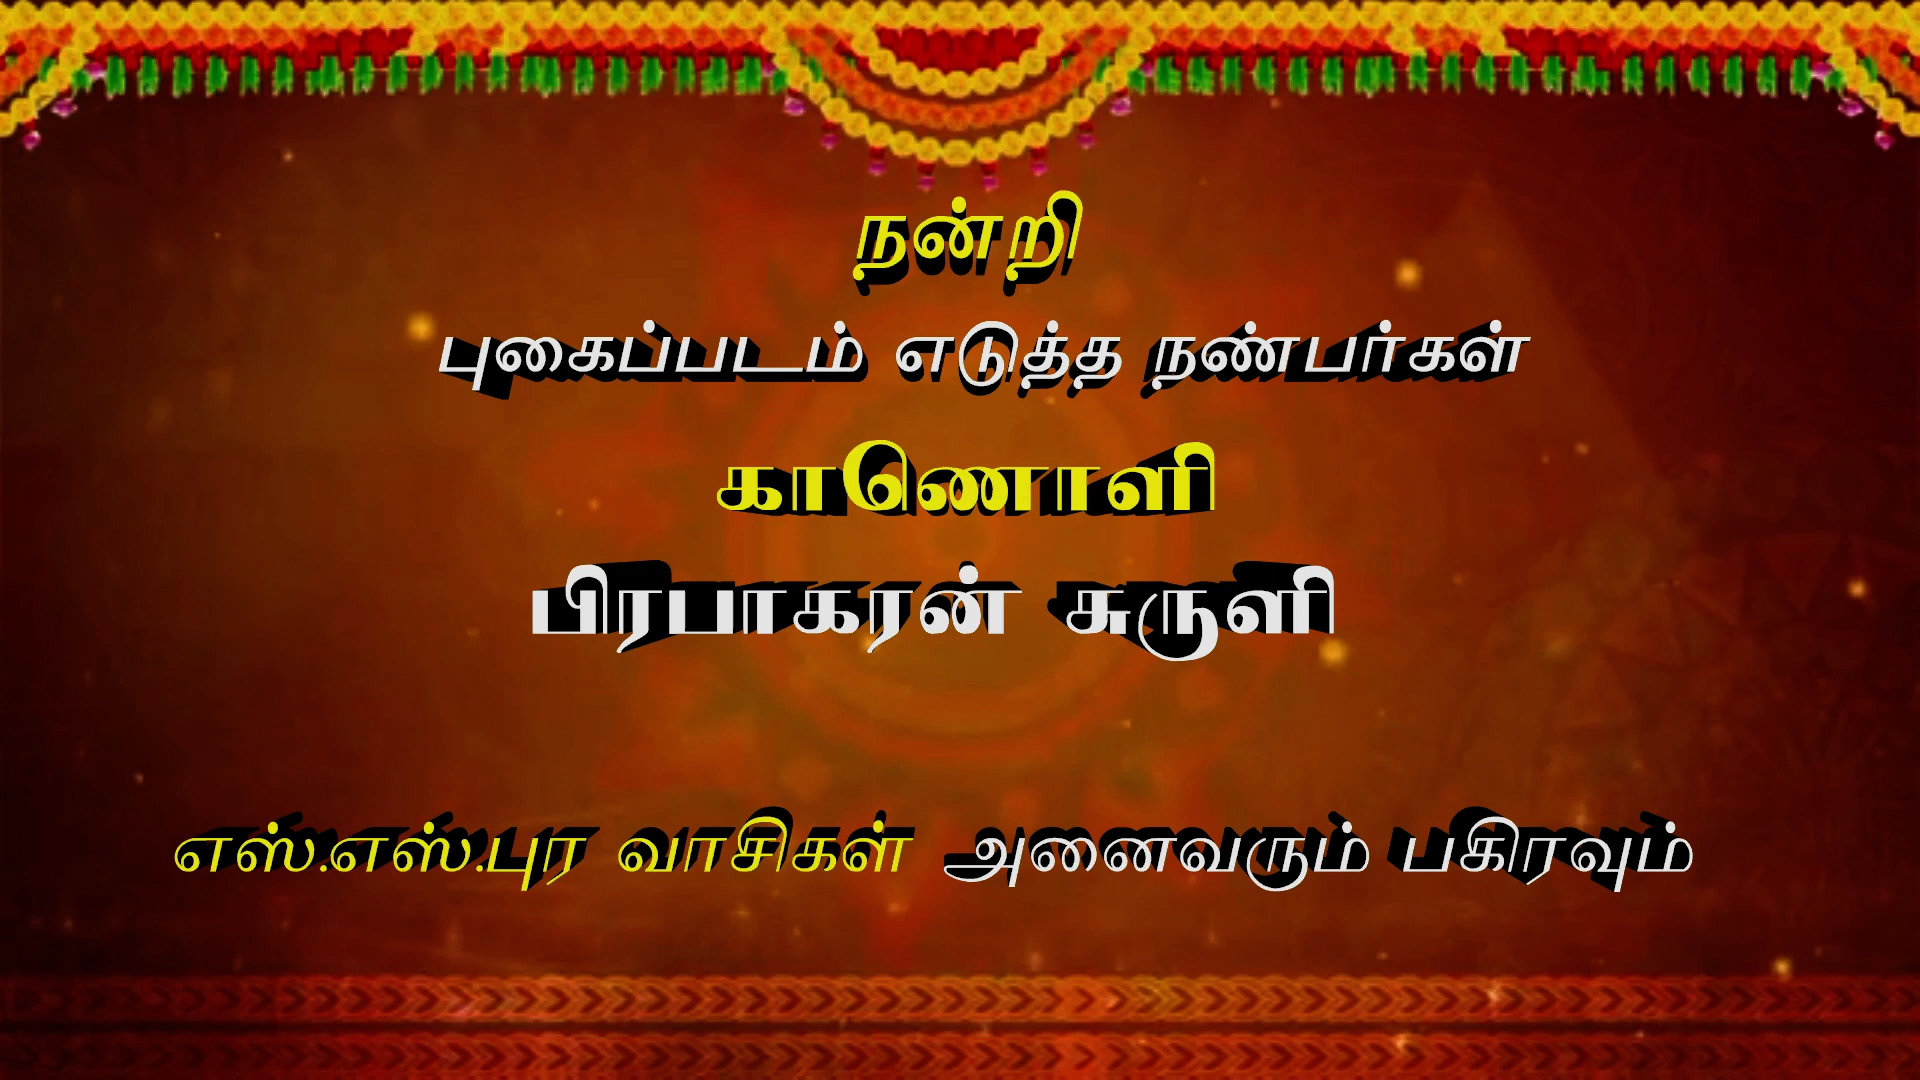 நன்றி
புகைப்படம் எடுத்த நண்பர்கள்
காணொளி
பிரபாகரன் சுருளி
எஸ்.எஸ்.புர வாசிகள் அனைவரும் பகிரவும்